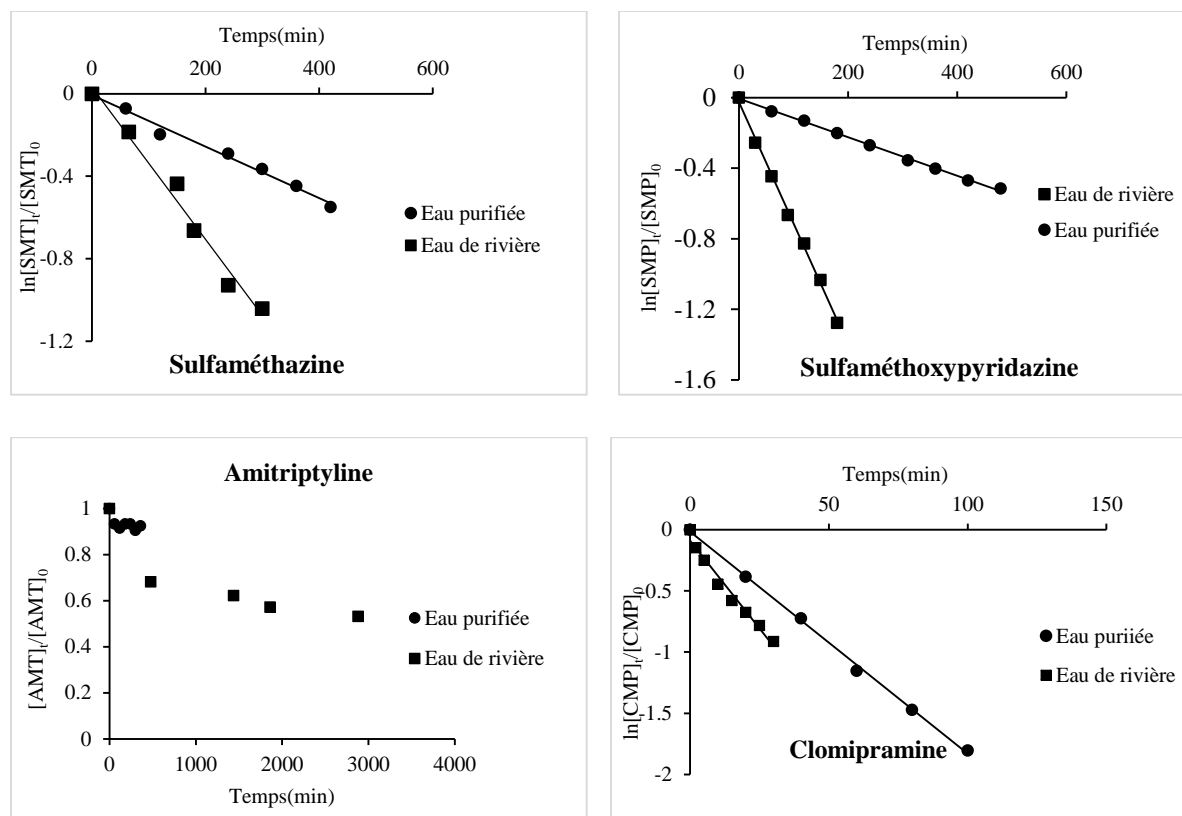 Temps(min)
0 200 400 600
0
-0.4
-0.8
-1.2
ln[SMT]t/[SMT]0
Eau purifiée
Eau de rivière
Sulfaméthazine
Temps(min)
0 200 400 600
0
-0.4
-0.8
-1.2
-1.6
ln[SMP]t/[SMP]0
Eau de rivière
Eau purifiée
Sulfaméthoxypyridazine
Amitriptyline
1
0.8
0.6
0.4
0.2
0
[AMT]t/[AMT]0
Eau purifiée
Eau de rivière
0 1000 2000 3000 4000
Temps(min)
Temps(min)
0 50 100 150
0
-0.5
-1
-1.5
-2
ln[CMP]t/[CMP]0
Eau puriiée
Eau de rivière
Clomipramine